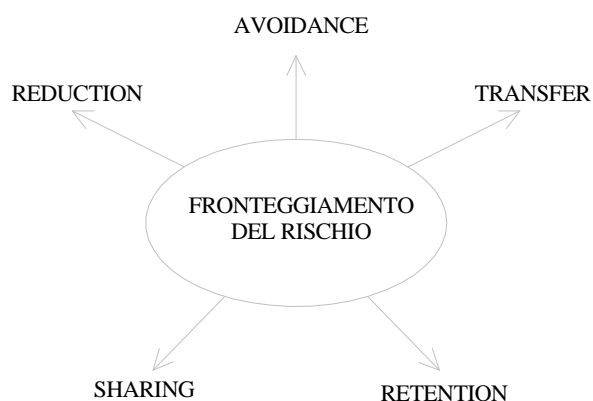 AVOIDANCE
REDUCTION
TRANSFER
FRONTEGGIAMENTO
DEL RISCHIO
SHARING
RETENTION